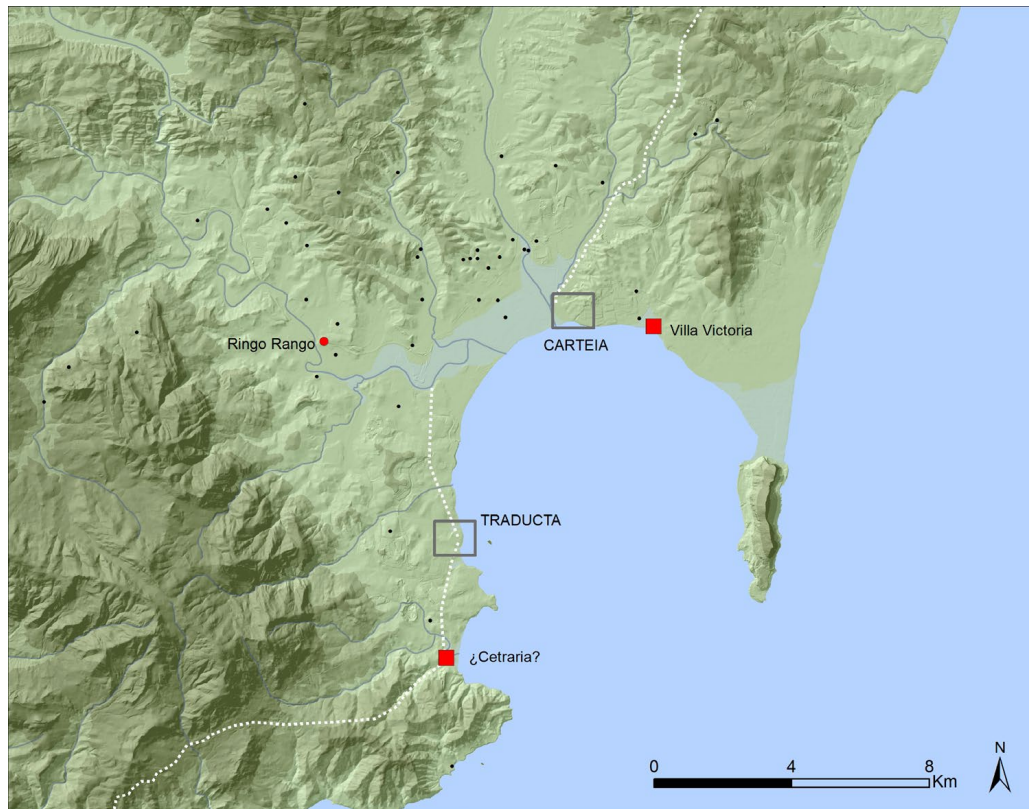 Ringo Rango
Villa Victoria
CARTEIA
TRADUCTA
¿Cetraria?
N
0 4 8
Km